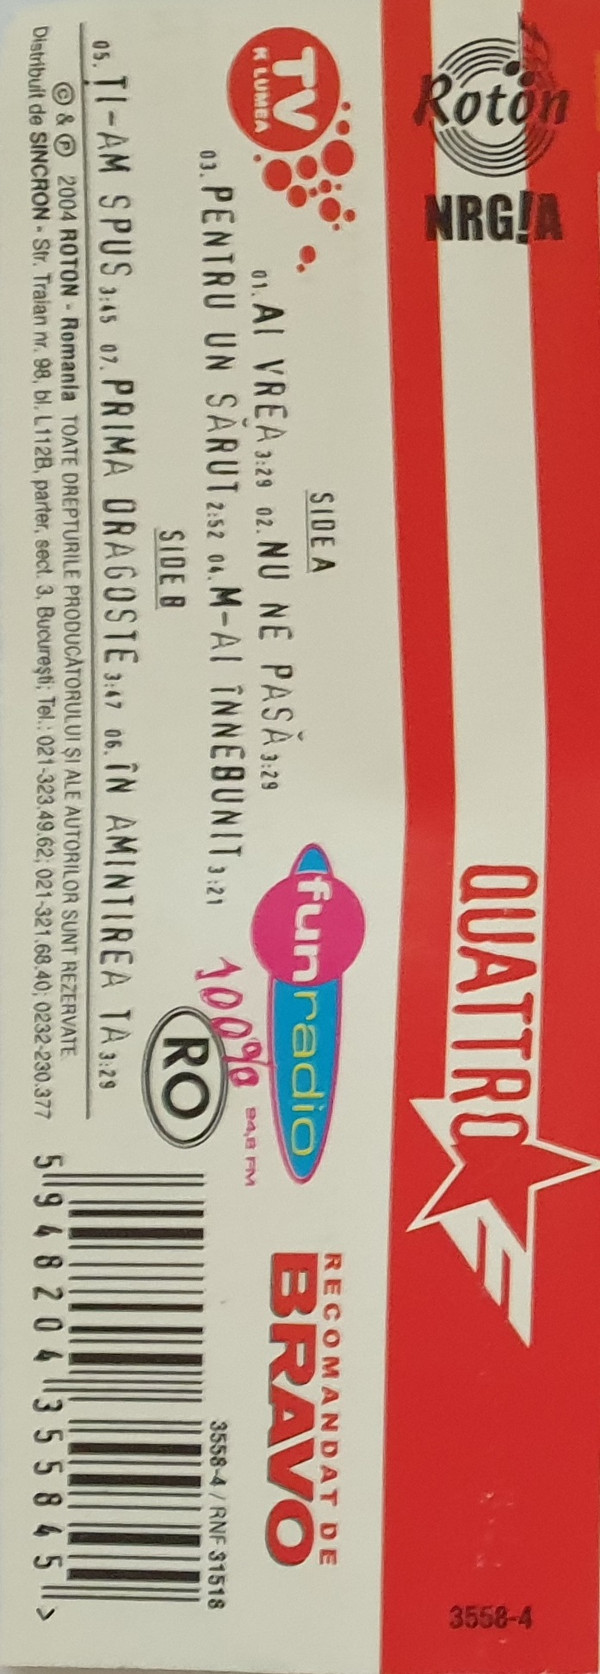 Roton
NRG!A
QUATTRO
3558-4
TV
K LUMEA
SIDE A
01. AI VREA 3:29 02. NU NE PASĂ 3:29
03. PENTRU UN SĂRUT 2:52 04. M-AI ÎNNEBUNIT 3:21
SIDE B
05. ȚI-AM SPUS 3:45 07. PRIMA DRAGOSTE 3:47 06. ÎN AMINTIREA TA 3:29
© & ℗ 2004 ROTON - Romania TOATE DREPTURILE PRODUCĂTORULUI ȘI ALE AUTORILOR SUNT REZERVATE
Distribuit de SINCRON - Str. Traian nr. 98, bl. L112B, parter, sect. 3, București; Tel.: 021-323.49.62; 021-321.68.40; 0232-230.377
fun radio
100%
94,8 FM
RO
RECOMANDAT DE
BRAVO
3558-4 / RNF 31518
5 948204 355845 >